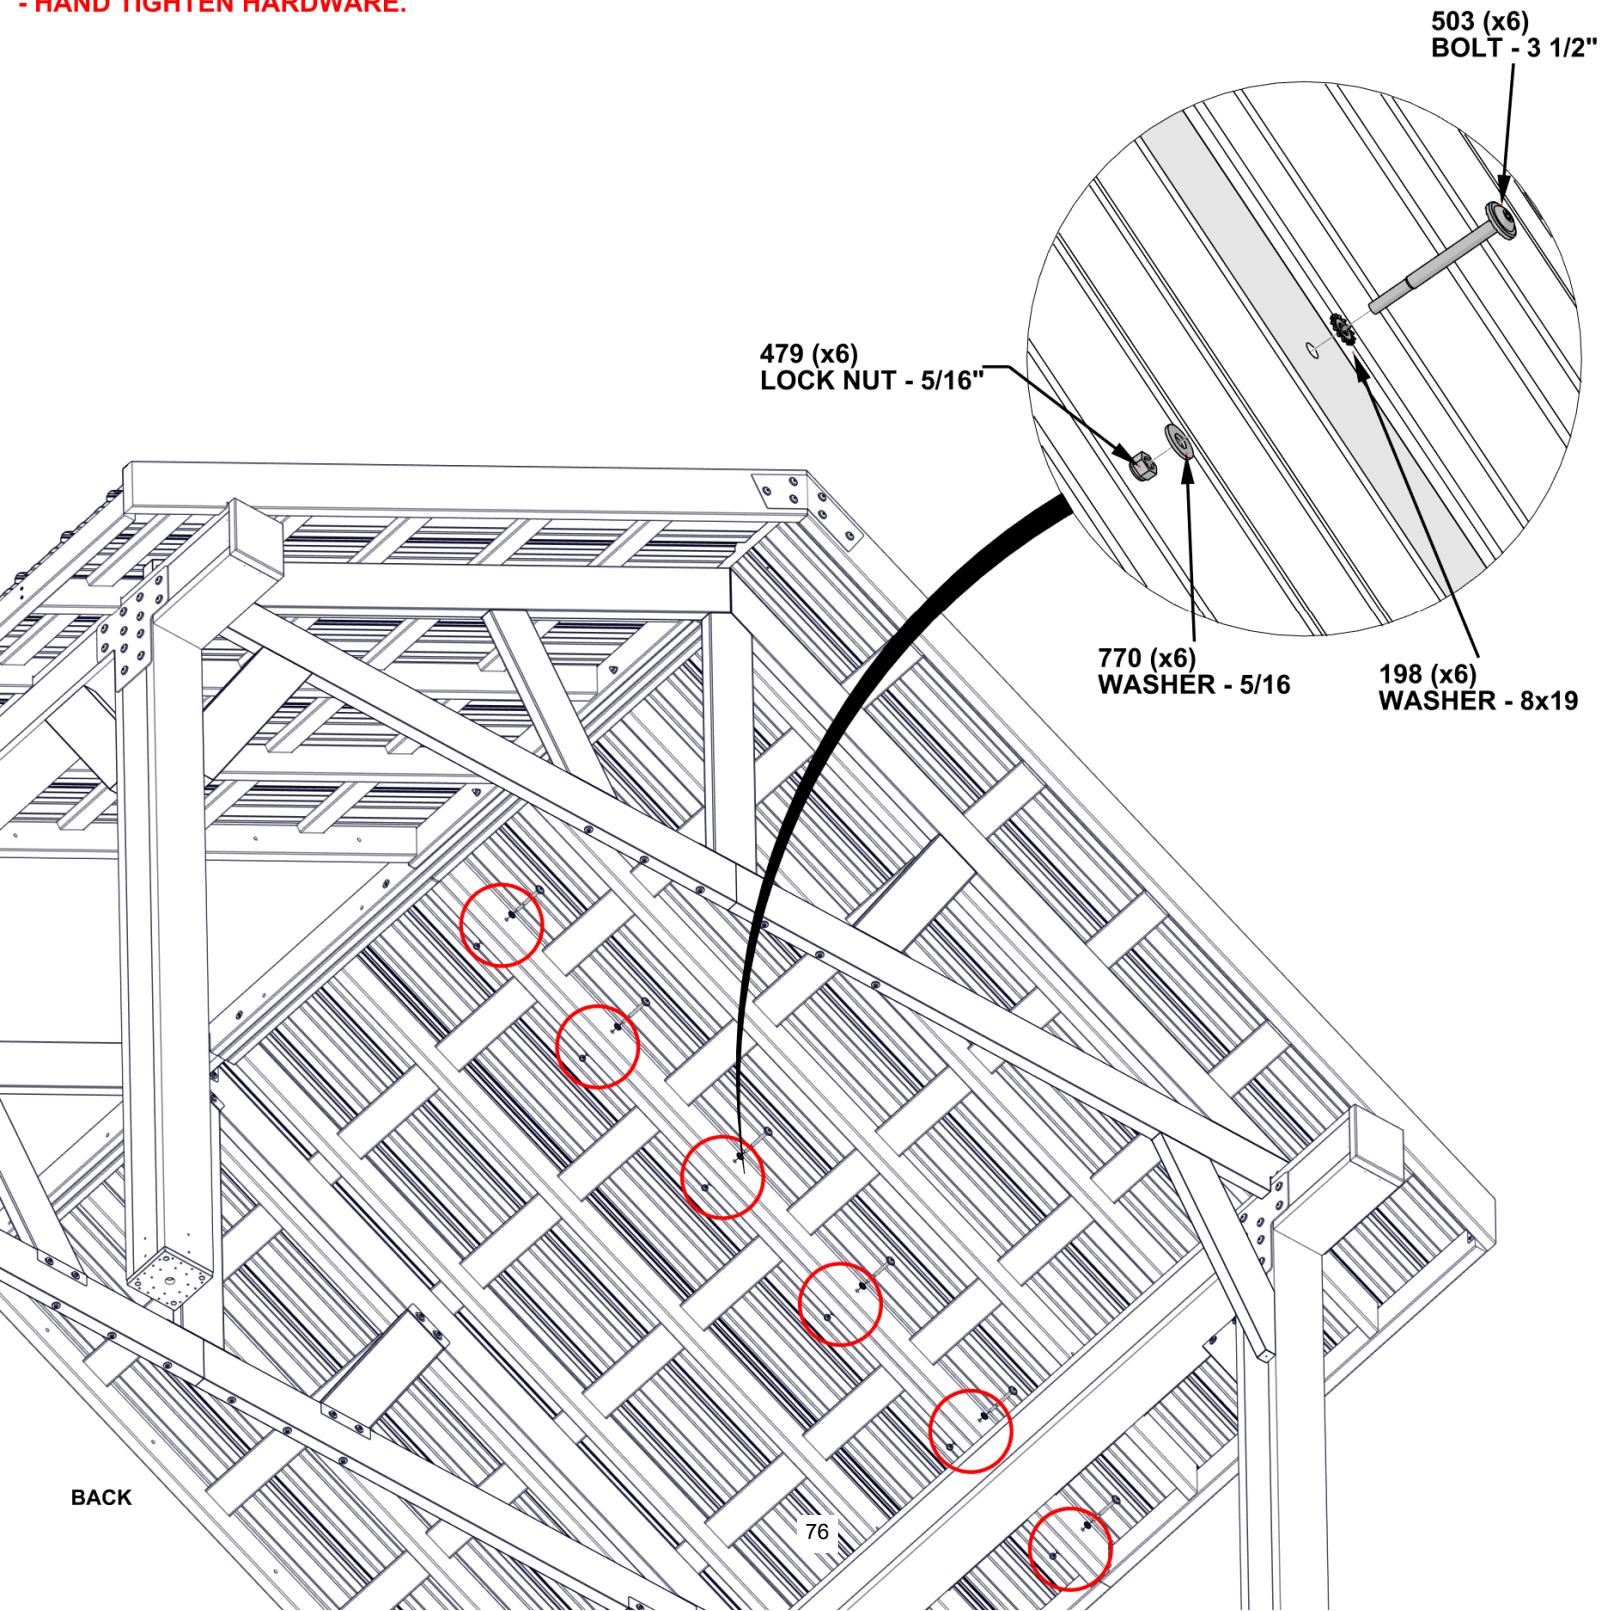 - HAND TIGHTEN HARDWARE.
503 (x6)
BOLT - 3 1/2"
479 (x6)
LOCK NUT - 5/16"
770 (x6)
WASHER - 5/16
198 (x6)
WASHER - 8x19
BACK
76